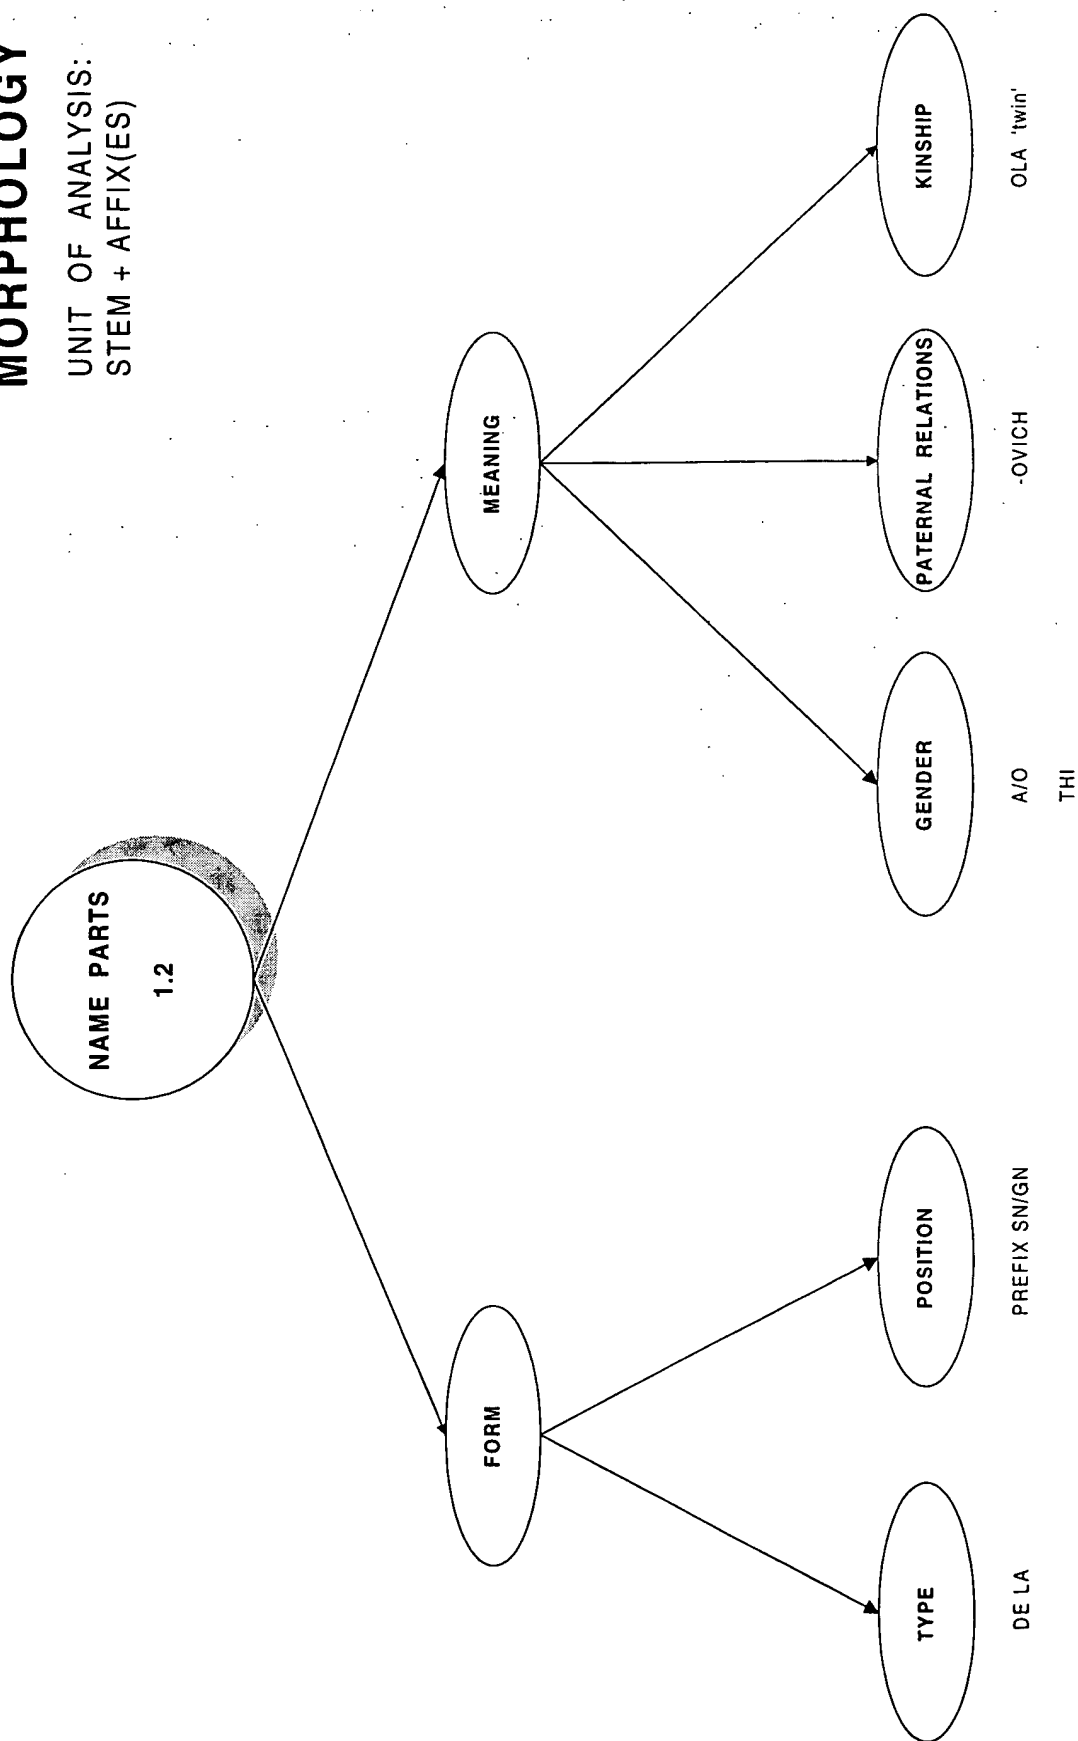 MORPHOLOGY
UNIT OF ANALYSIS:
STEM + AFFIX(ES)
NAME PARTS
1.2
FORM
MEANING
TYPE
POSITION
GENDER
PATERNAL RELATIONS
KINSHIP
DE LA
PREFIX SN/GN
A/O
-OVICH
OLA 'twin'
THI